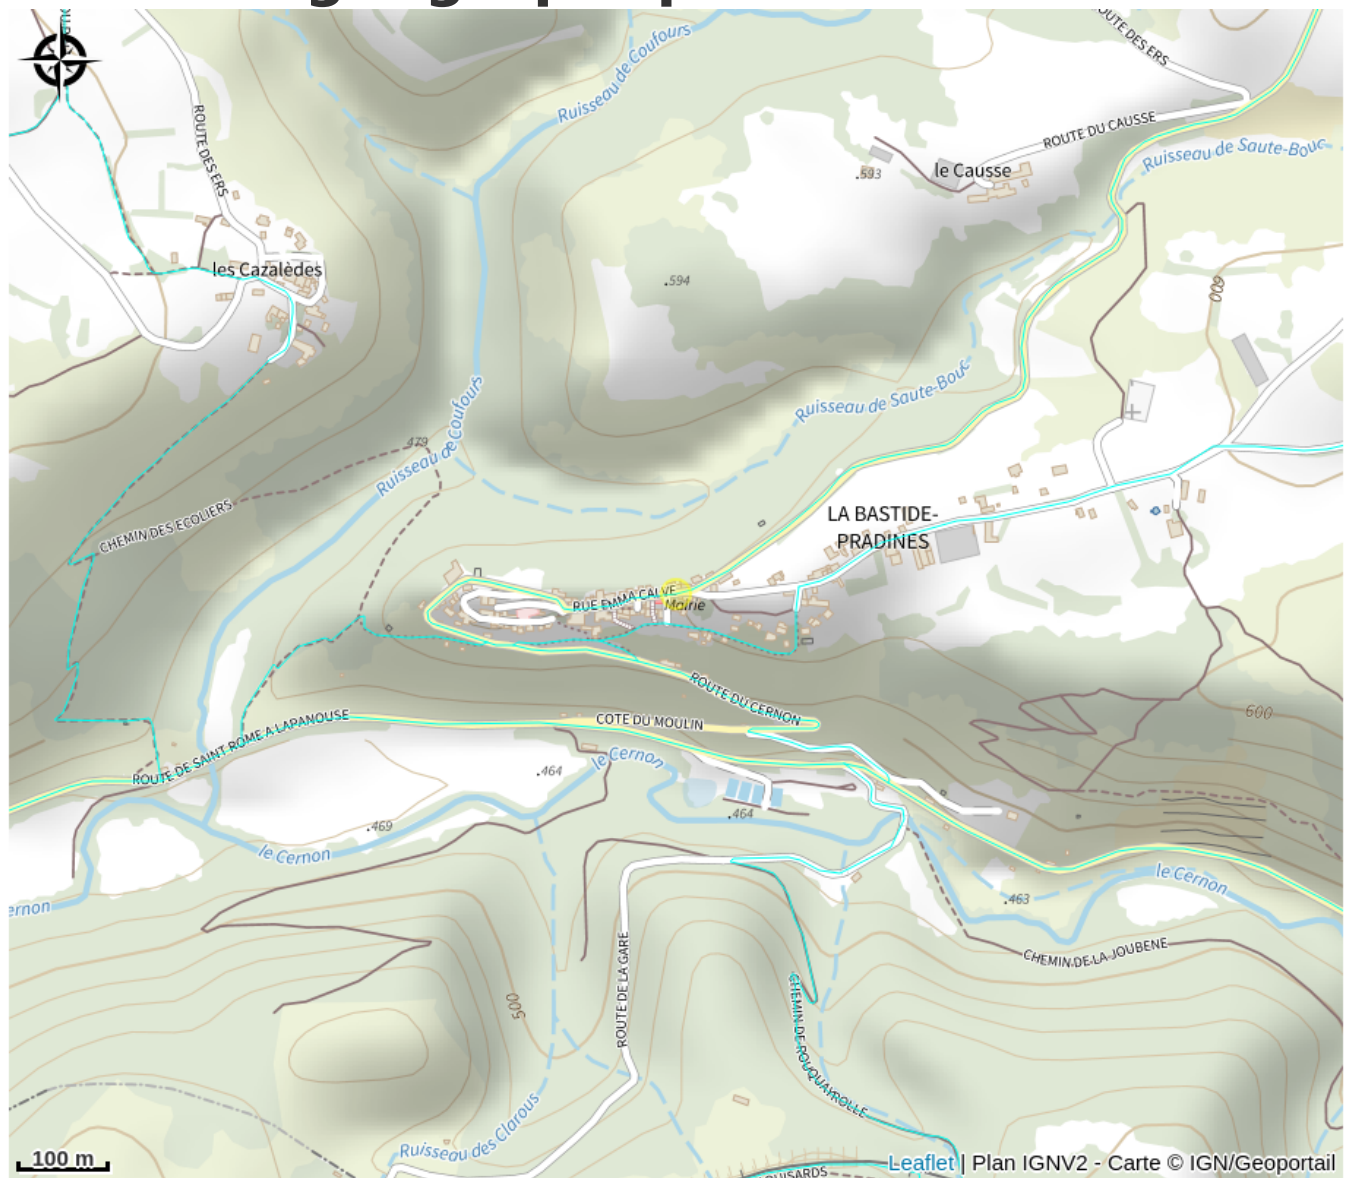 ROUTE DES ERS
Ruisseau de Coufours
ROUTE DU CAUSSE
Ruisseau de Saute-Bouc
ROUTE DES ERS
le Causse
.593
les Cazalèdes
.594
600
Ruisseau de Saute-Bouc
Ruisseau de Coufours
479
CHEMIN DES ECOLIERS
LA BASTIDE-
PRADINES
RUE EMMA CALVE
Mairie
ROUTE DU CERNON
COTE DU MOULIN
600
ROUTE DE SAINT ROME A LAPANOUSE
le Cernon
.464
.464
.469
le Cernon
le Cernon
.463
ernon
CHEMIN DE LA JOUBENE
ROUTE DE LA GARE
500
CHEMIN DE ROUQUAYROLLE
Ruisseau des Clarous
100 m
UISARDS
Leaflet | Plan IGNV2 - Carte © IGN/Geoportail